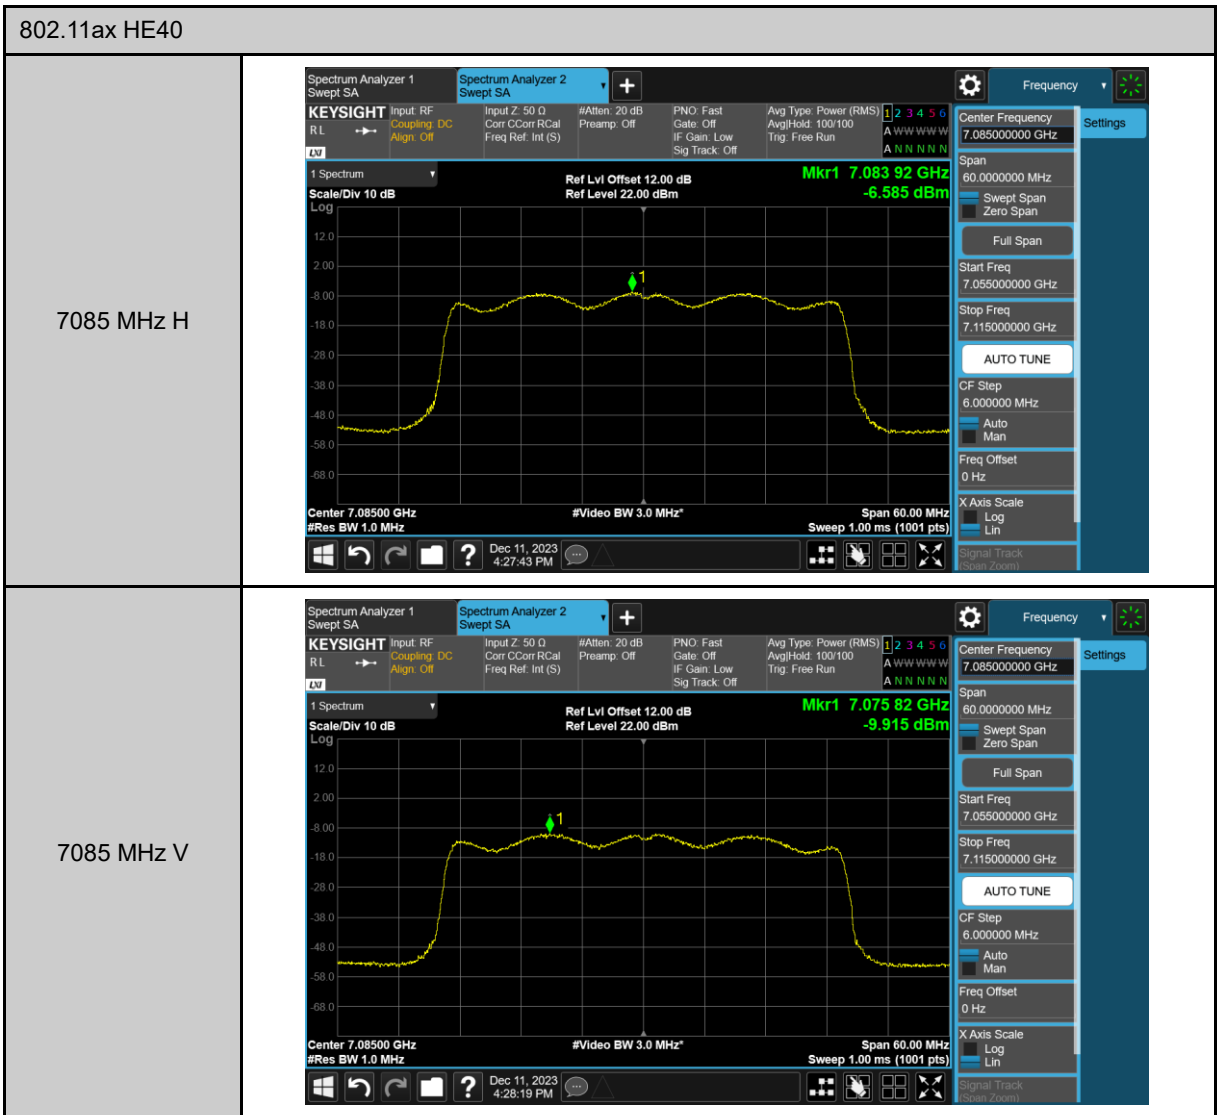 802.11ax HE40
7085 MHz H
Spectrum Analyzer 1
Swept SA
Spectrum Analyzer 2
Swept SA
Frequency
KEYSIGHT
RL
LXI
Input: RF
Coupling: DC
Align: Off
Input Z: 50 Ω
Corr CCorr RCal
Freq Ref: Int (S)
#Atten: 20 dB
Preamp: Off
PNO: Fast
Gate: Off
IF Gain: Low
Sig Track: Off
Avg Type: Power (RMS)
Avg|Hold: 100/100
Trig: Free Run
1 2 3 4 5 6
A W W W W W
A N N N N N
Center Frequency
7.085000000 GHz
Settings
1 Spectrum
Scale/Div 10 dB
Log
Ref Lvl Offset 12.00 dB
Ref Level 22.00 dBm
Mkr1 7.083 92 GHz
-6.585 dBm
12.0
2.00
-8.00
-18.0
-28.0
-38.0
-48.0
-58.0
-68.0
1
Span
60.0000000 MHz
Swept Span
Zero Span
Full Span
Start Freq
7.055000000 GHz
Stop Freq
7.115000000 GHz
AUTO TUNE
CF Step
6.000000 MHz
Auto
Man
Freq Offset
0 Hz
X Axis Scale
Log
Lin
Signal Track
(Span Zoom)
Center 7.08500 GHz
#Res BW 1.0 MHz
#Video BW 3.0 MHz*
Span 60.00 MHz
Sweep 1.00 ms (1001 pts)
?
Dec 11, 2023
4:27:43 PM
7085 MHz V
Spectrum Analyzer 1
Swept SA
Spectrum Analyzer 2
Swept SA
Frequency
KEYSIGHT
RL
LXI
Input: RF
Coupling: DC
Align: Off
Input Z: 50 Ω
Corr CCorr RCal
Freq Ref: Int (S)
#Atten: 20 dB
Preamp: Off
PNO: Fast
Gate: Off
IF Gain: Low
Sig Track: Off
Avg Type: Power (RMS)
Avg|Hold: 100/100
Trig: Free Run
1 2 3 4 5 6
A W W W W W
A N N N N N
Center Frequency
7.085000000 GHz
Settings
1 Spectrum
Scale/Div 10 dB
Log
Ref Lvl Offset 12.00 dB
Ref Level 22.00 dBm
Mkr1 7.075 82 GHz
-9.915 dBm
12.0
2.00
-8.00
-18.0
-28.0
-38.0
-48.0
-58.0
-68.0
1
Span
60.0000000 MHz
Swept Span
Zero Span
Full Span
Start Freq
7.055000000 GHz
Stop Freq
7.115000000 GHz
AUTO TUNE
CF Step
6.000000 MHz
Auto
Man
Freq Offset
0 Hz
X Axis Scale
Log
Lin
Signal Track
(Span Zoom)
Center 7.08500 GHz
#Res BW 1.0 MHz
#Video BW 3.0 MHz*
Span 60.00 MHz
Sweep 1.00 ms (1001 pts)
?
Dec 11, 2023
4:28:19 PM